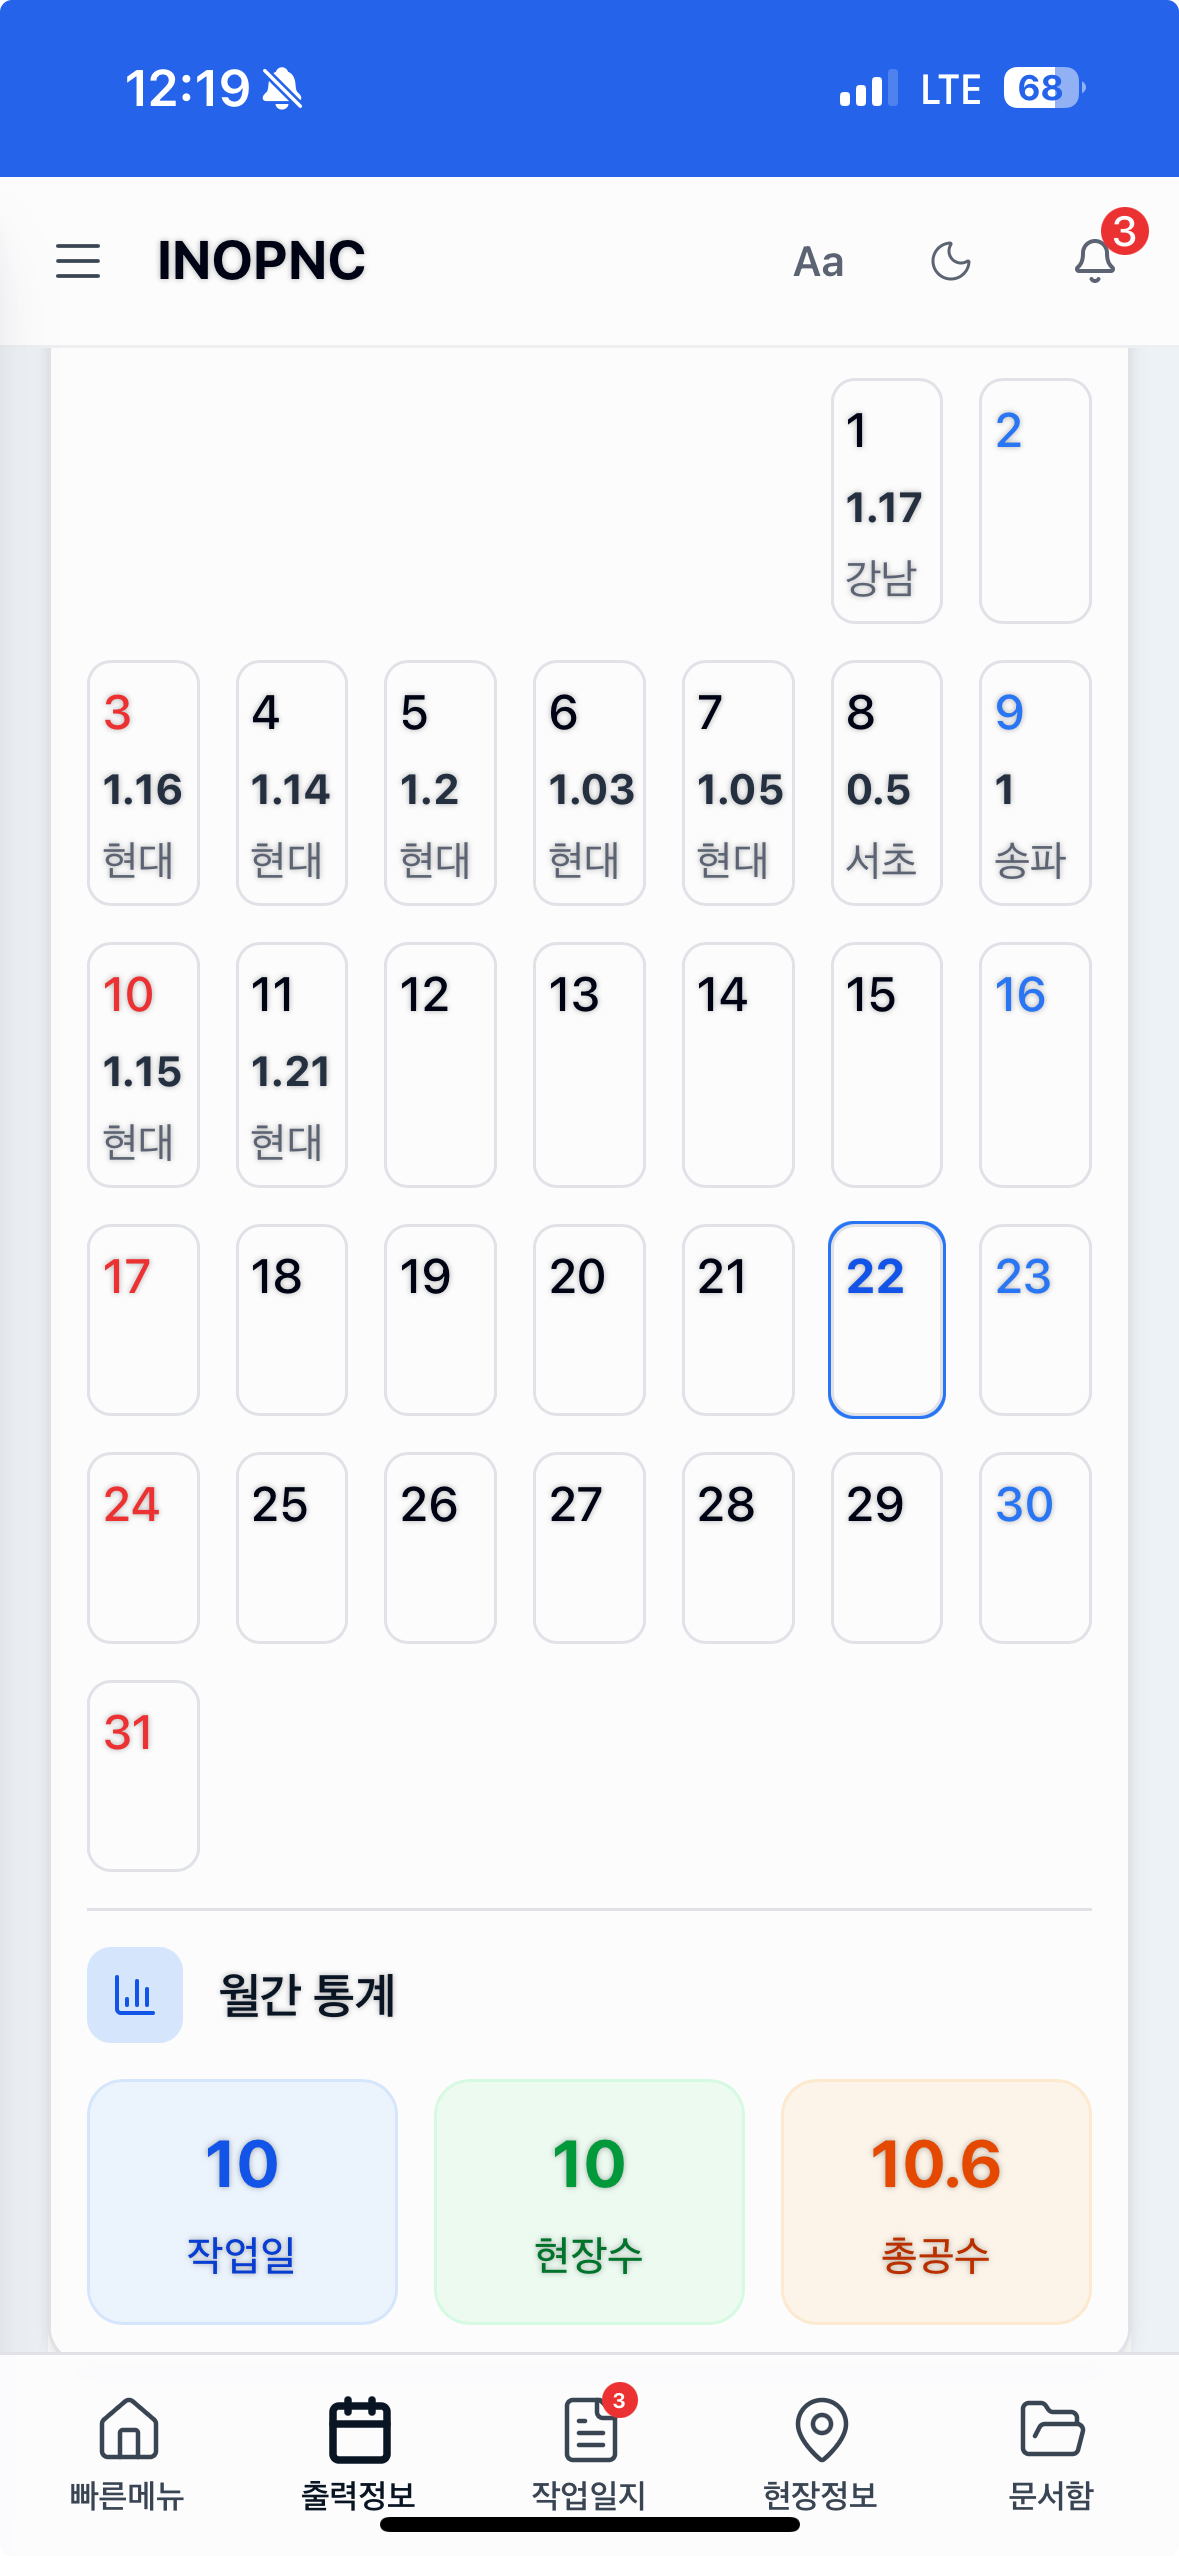 12:19 LTE 68
INOPNC Aa 3
1 2
1.17
강남
3 4 5 6 7 8 9
1.16 1.14 1.2 1.03 1.05 0.5 1
현대 현대 현대 현대 현대 서초 송파
10 11 12 13 14 15 16
1.15 1.21
현대 현대
17 18 19 20 21 22 23
24 25 26 27 28 29 30
31
월간 통계
10 10 10.6
작업일 현장수 총공수
3
빠른메뉴 출력정보 작업일지 현장정보 문서함